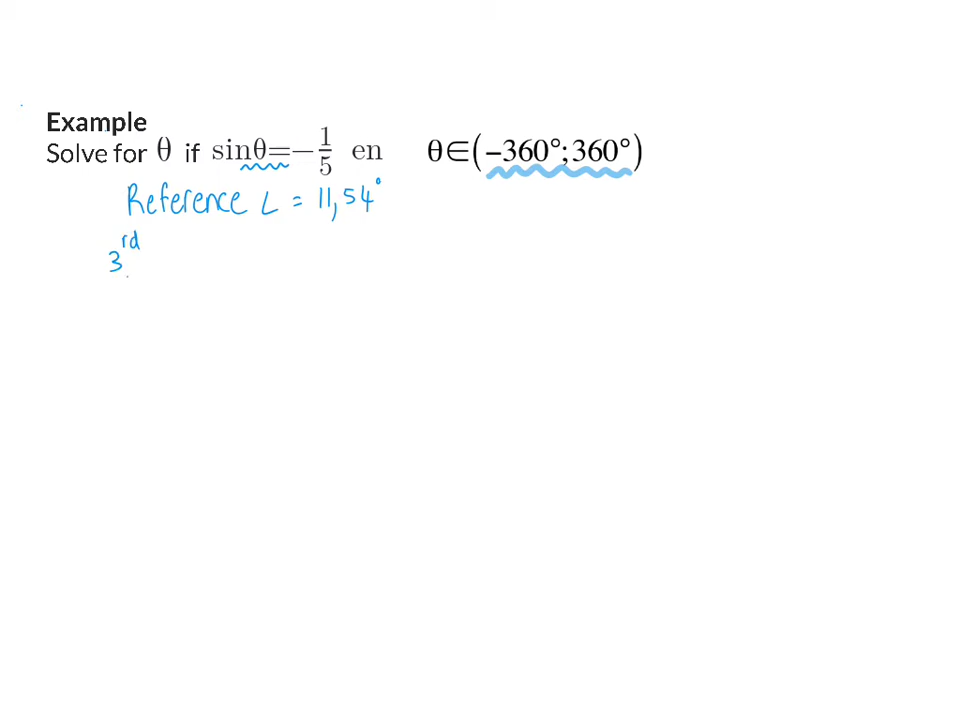 Example
Solve for θ if sinθ=−1/5 en θ∈(−360°;360°)
Reference ∠ = 11,54°
3rd